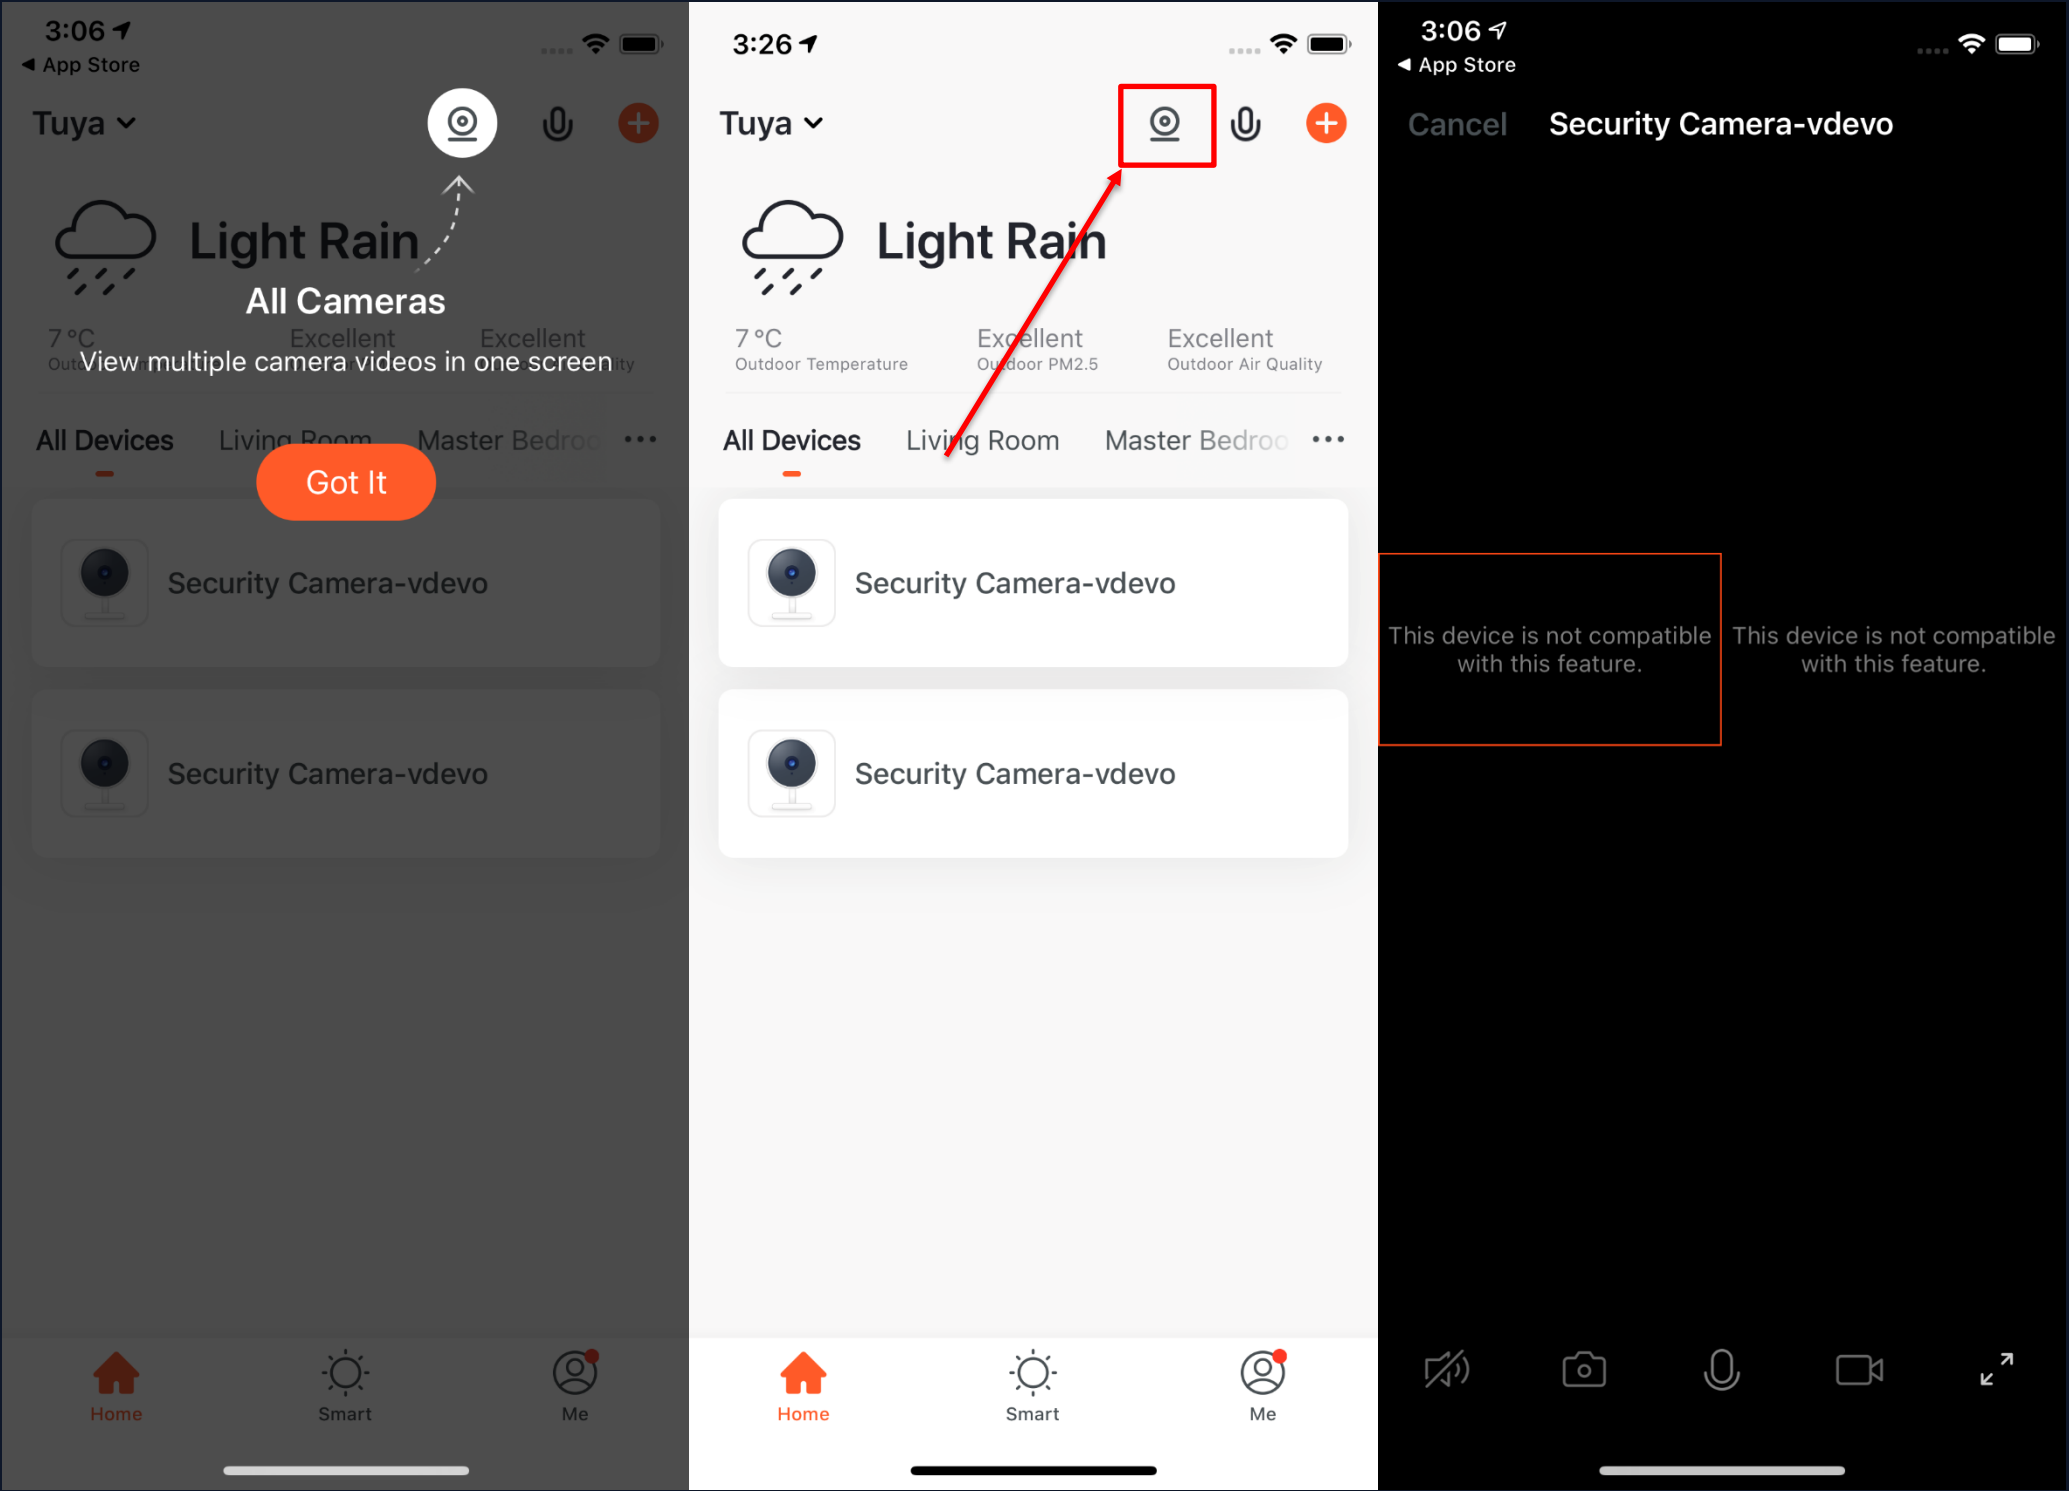 3:06
App Store
Tuya
Light Rain
All Cameras
7 °C
Excellent
Excellent
View multiple camera videos in one screen
All Devices
Living Room
Master Bedroo
Got It
Security Camera-vdevo
Security Camera-vdevo
Home
Smart
Me
3:26
Tuya
Light Rain
7 °C
Excellent
Excellent
Outdoor Temperature
Outdoor PM2.5
Outdoor Air Quality
All Devices
Living Room
Master Bedroo
Security Camera-vdevo
Security Camera-vdevo
Home
Smart
Me
3:06
App Store
Cancel
Security Camera-vdevo
This device is not compatible
with this feature.
This device is not compatible
with this feature.